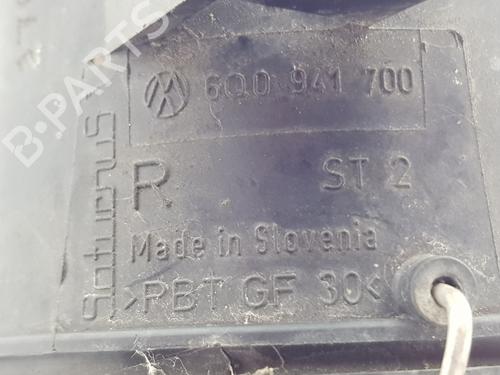 6Q0 941 700
R ST 2
Made in Slovenia
>PBT GF 30<
saturnus
B-PARTS